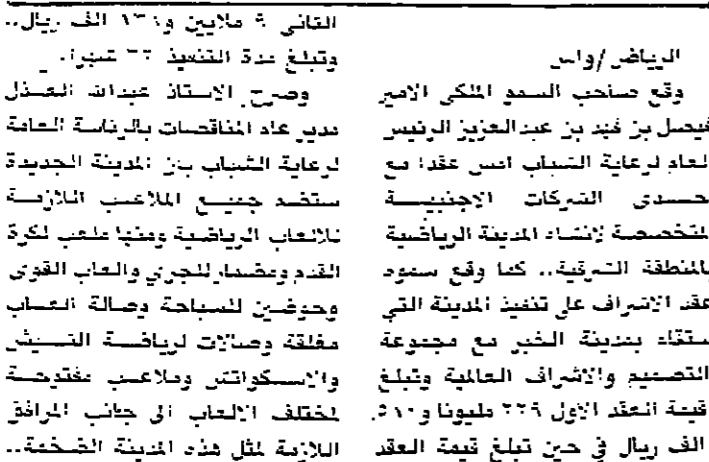 الرياض/واس
وقع صاحب السمو الملكي الامير
فيصل بن فهد بن عبدالعزيز الرئيس
العام لرعاية الشباب امس عقدا مع
احدى الشركات الاجنبية
المتخصصة لإنشاء المدينة الرياضية
بالمنطقة الشرقية.. كما وقع سموه
عقد الاشراف على تنفيذ المدينة التي
ستقام بمدينة الخبر مع مجموعة
التصميم والاشراف العالمية وتبلغ
قيمة العقد الأول ٢٢٩ مليونا و٥١٠
الف ريال في حين تبلغ قيمة العقد
الثاني ٩ ملايين و الف ريال..
وتبلغ مدة التنفيذ شهرا.
وصرح الاستاذ عبدالله العذل
مدير عام المناقصات بالرئاسة العامة
لرعاية الشباب بأن المدينة الجديدة
ستضم جميع الملاعب اللازمة
للالعاب الرياضية ومنها ملعب لكرة
القدم ومضمار للجري والعاب القوى
وحوضين للسباحة وصالة العاب
مغلقة وصالات لرياضة التنس
والاسكواتش وملاعب مفتوحة
لمختلف الالعاب الى جانب المرافق
اللازمة لمثل هذه المدينة الضخمة..